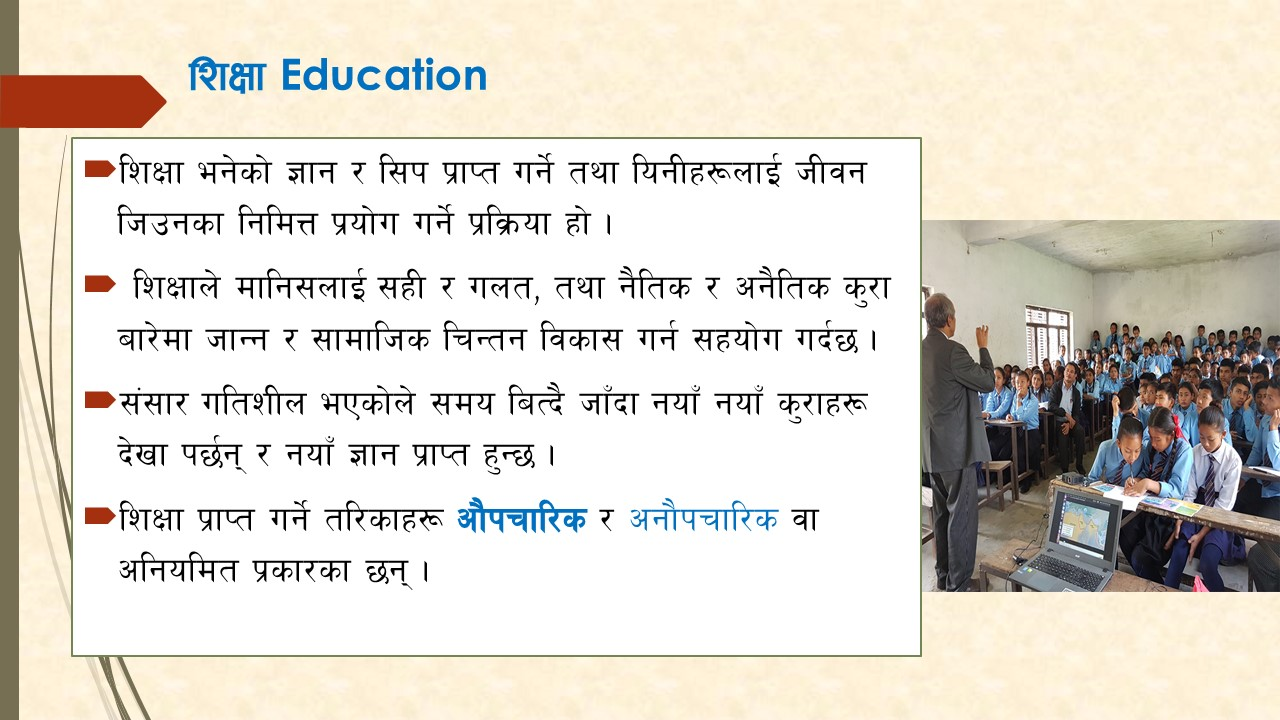 शिक्षा Education
शिक्षा भनेको ज्ञान र सिप प्राप्त गर्ने तथा यिनीहरूलाई जीवन
जिउनका निमित्त प्रयोग गर्ने प्रक्रिया हो ।
शिक्षाले मानिसलाई सही र गलत, तथा नैतिक र अनैतिक कुरा
बारेमा जान्न र सामाजिक चिन्तन विकास गर्न सहयोग गर्दछ ।
संसार गतिशील भएकोले समय बित्दै जाँदा नयाँ नयाँ कुराहरू
देखा पर्छन् र नयाँ ज्ञान प्राप्त हुन्छ ।
शिक्षा प्राप्त गर्ने तरिकाहरू औपचारिक र अनौपचारिक वा
अनियमित प्रकारका छन् ।